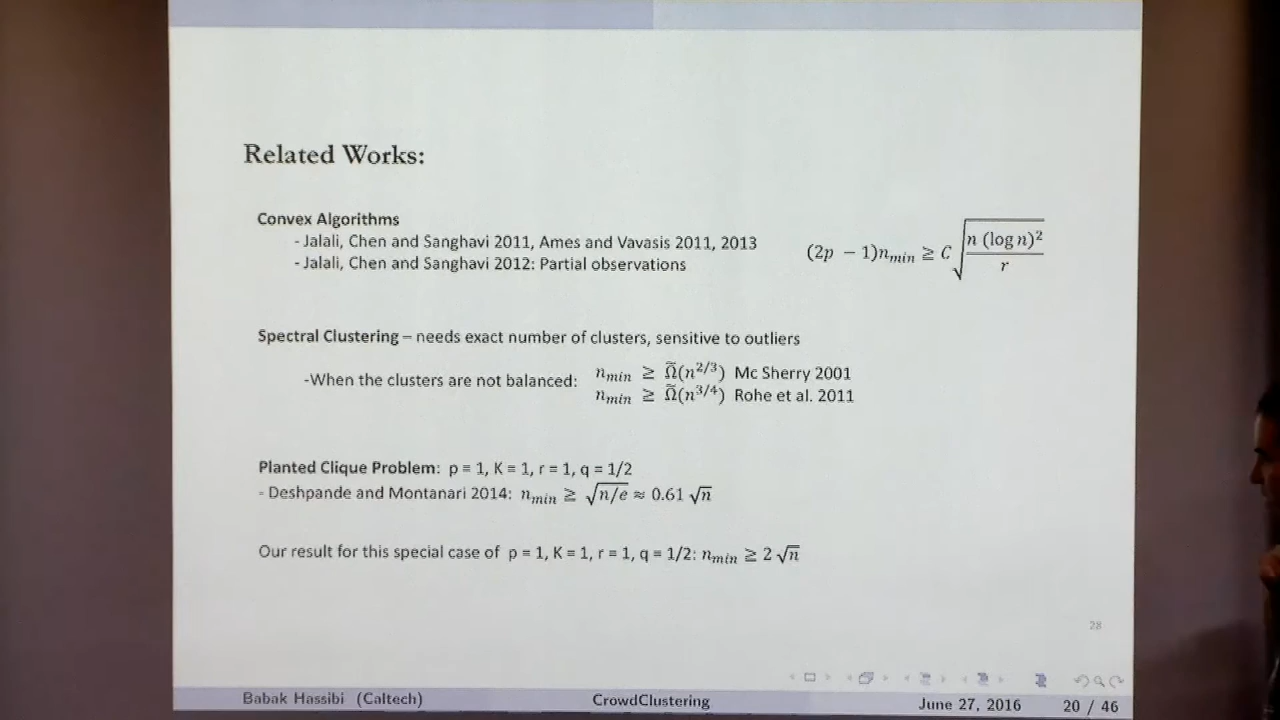 Related Works:
Convex Algorithms
- Jalali, Chen and Sanghavi 2011, Ames and Vavasis 2011, 2013
- Jalali, Chen and Sanghavi 2012: Partial observations
(2p − 1)n_min ≥ C √(n (log n)² / r)
Spectral Clustering – needs exact number of clusters, sensitive to outliers
-When the clusters are not balanced:
n_min ≥ Ω̃(n^{2/3}) Mc Sherry 2001
n_min ≥ Ω̃(n^{3/4}) Rohe et al. 2011
Planted Clique Problem: p = 1, K = 1, r = 1, q = 1/2
- Deshpande and Montanari 2014: n_min ≥ √(n/e) ≈ 0.61 √n
Our result for this special case of p = 1, K = 1, r = 1, q = 1/2: n_min ≥ 2 √n
28
Babak Hassibi (Caltech) CrowdClustering June 27, 2016 20 / 46